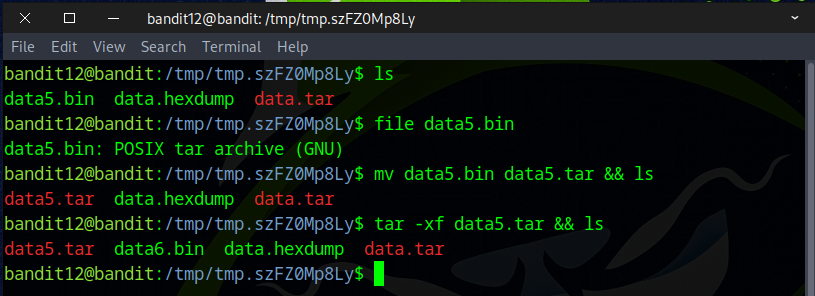 bandit12@bandit: /tmp/tmp.szFZ0Mp8Ly
File Edit View Search Terminal Help
bandit12@bandit:/tmp/tmp.szFZ0Mp8Ly$ ls
data5.bin  data.hexdump  data.tar
bandit12@bandit:/tmp/tmp.szFZ0Mp8Ly$ file data5.bin
data5.bin: POSIX tar archive (GNU)
bandit12@bandit:/tmp/tmp.szFZ0Mp8Ly$ mv data5.bin data5.tar && ls
data5.tar  data.hexdump  data.tar
bandit12@bandit:/tmp/tmp.szFZ0Mp8Ly$ tar -xf data5.tar && ls
data5.tar  data6.bin  data.hexdump  data.tar
bandit12@bandit:/tmp/tmp.szFZ0Mp8Ly$